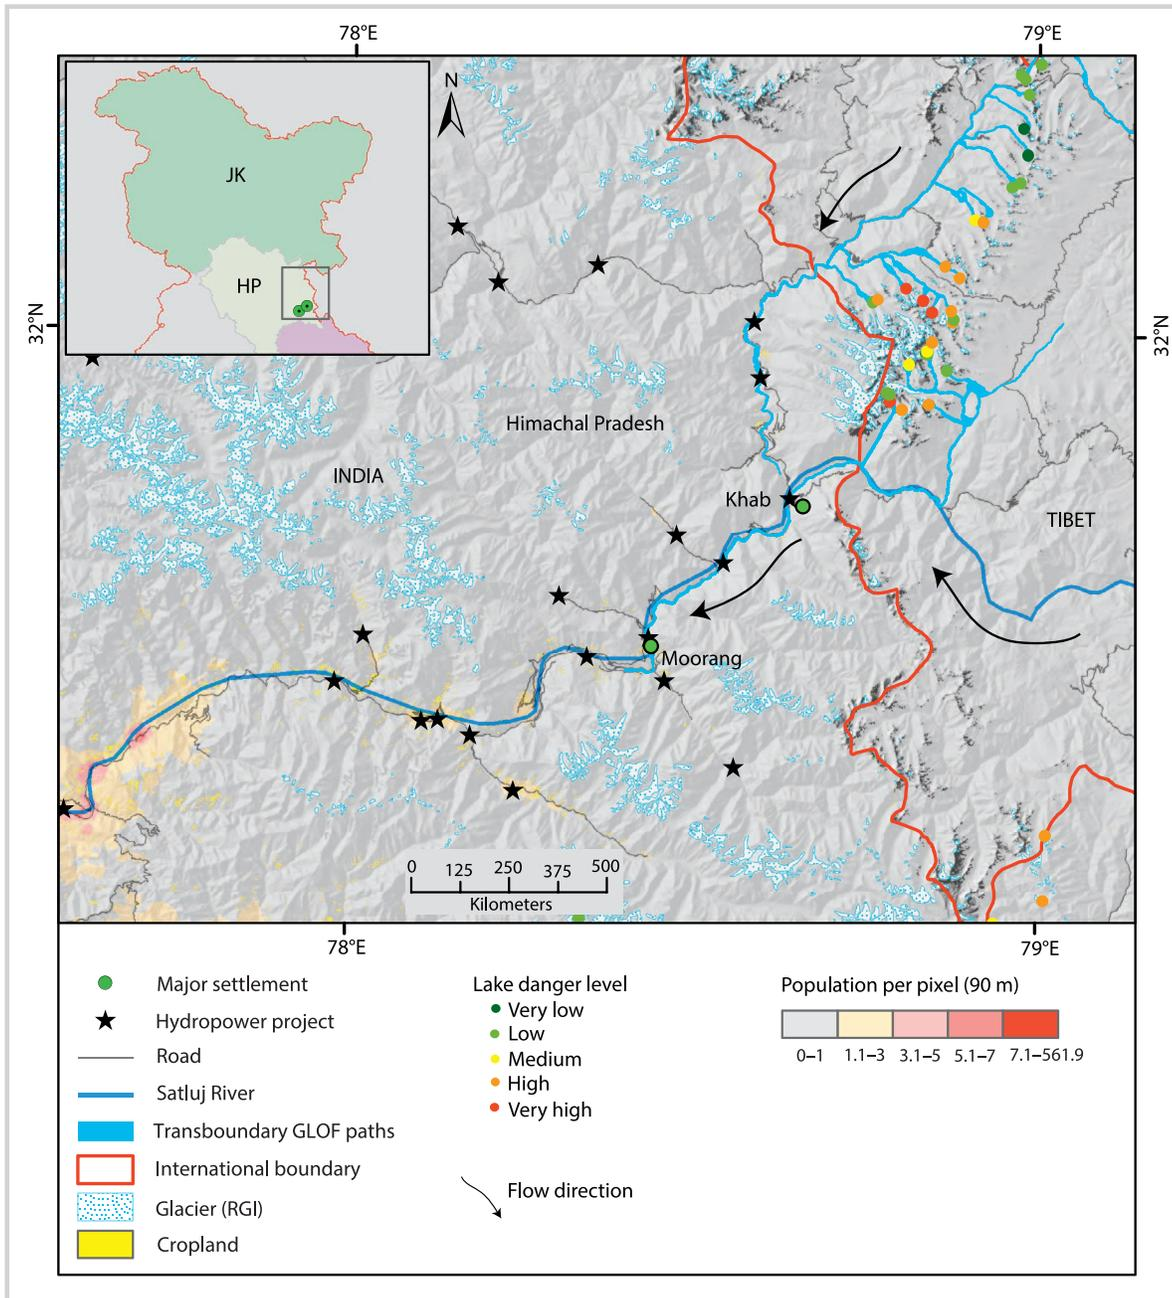 78°E
79°E
N
JK
HP
32°N
32°N
Himachal Pradesh
INDIA
Khab
TIBET
Moorang
0 125 250 375 500
Kilometers
78°E
79°E
Major settlement
Hydropower project
Road
Satluj River
Transboundary GLOF paths
International boundary
Glacier (RGI)
Cropland
Lake danger level
Very low
Low
Medium
High
Very high
Flow direction
Population per pixel (90 m)
0–1 1.1–3 3.1–5 5.1–7 7.1–561.9